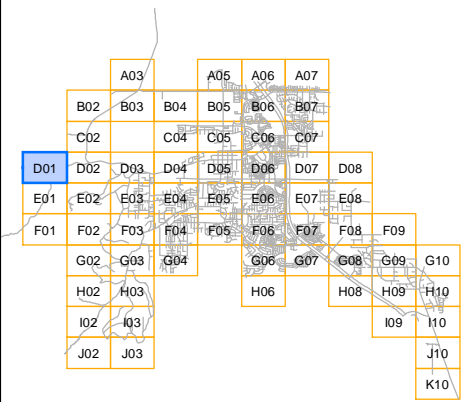 A03 A05 A06 A07
B02 B03 B04 B05 B06 B07
C02 C04 C05 C06 C07
D01 D02 D03 D04 D05 D06 D07 D08
E01 E02 E03 E04 E05 E06 E07 E08
F01 F02 F03 F04 F05 F06 F07 F08 F09
G02 G03 G04 G06 G07 G08 G09 G10
H02 H03 H06 H08 H09 H10
I02 I03 I09 I10
J02 J03 J10
K10